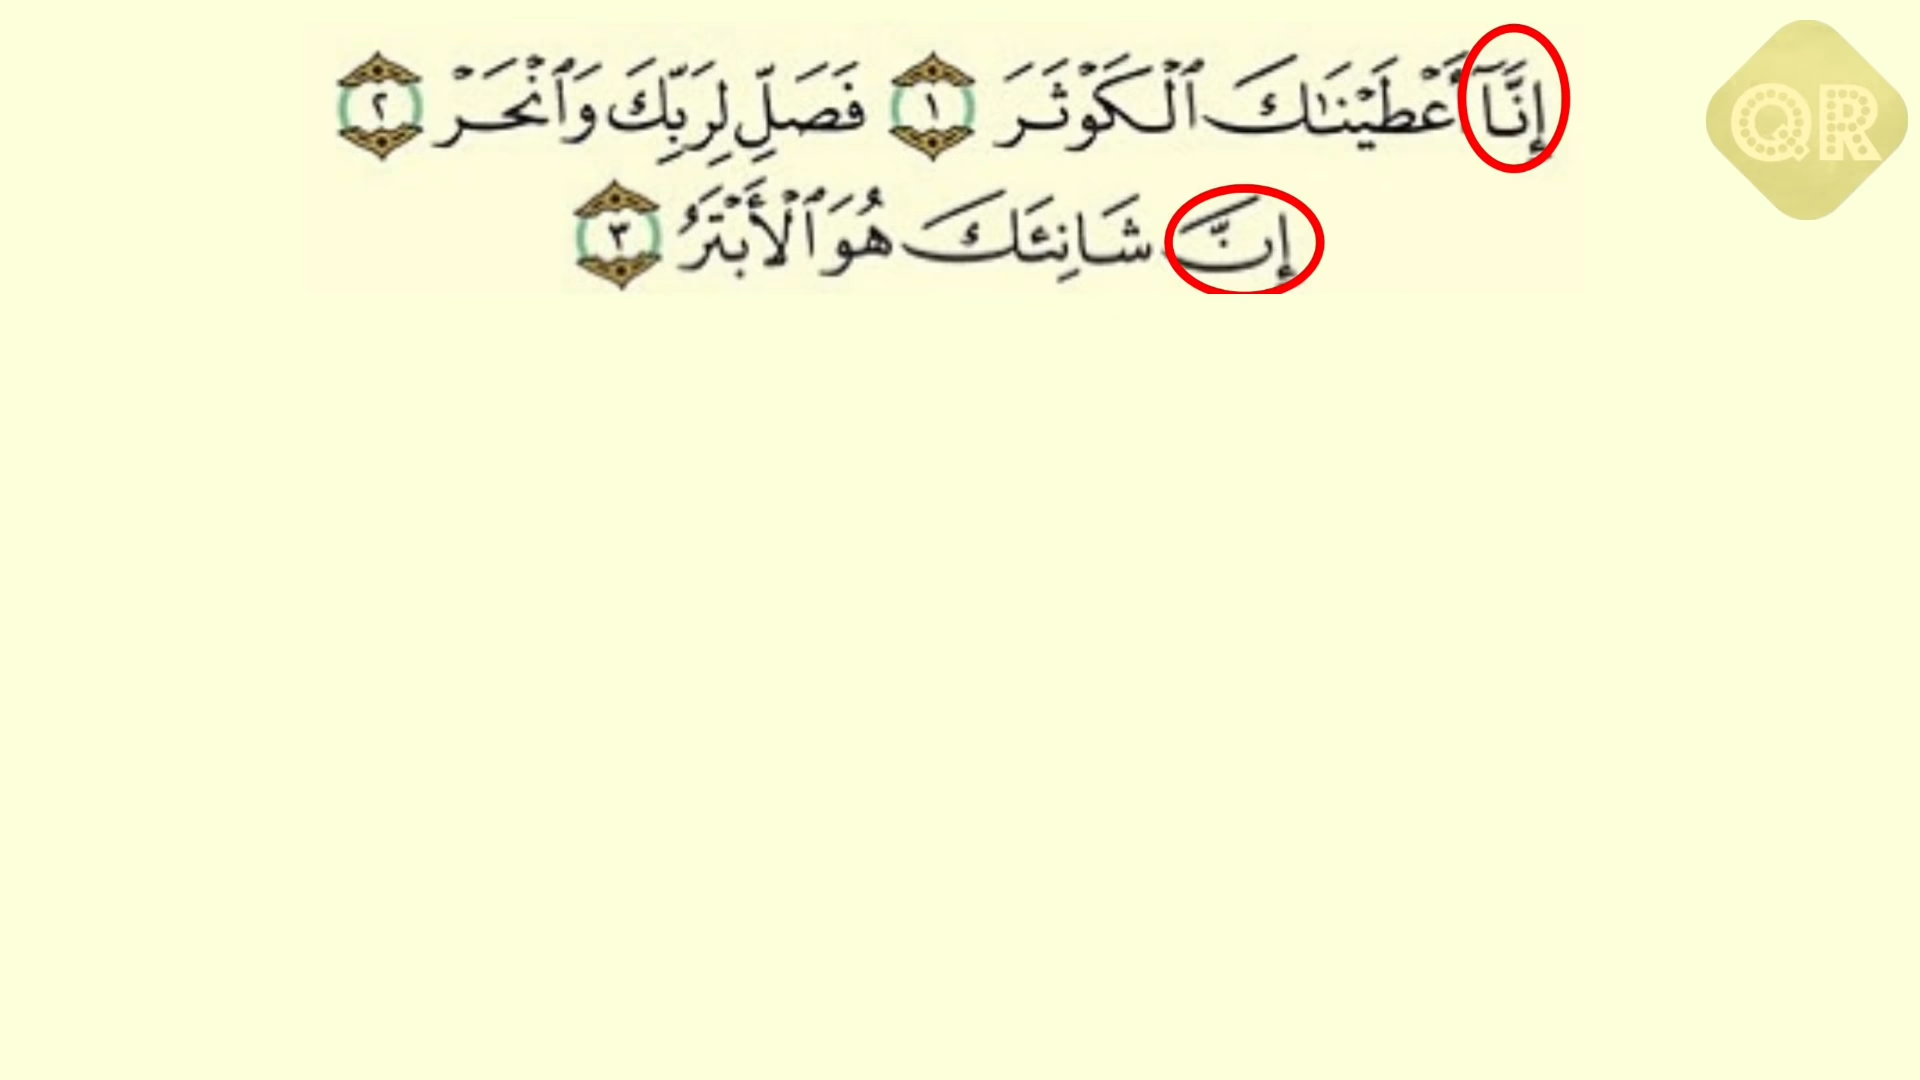 إِنَّآ أَعْطَيْنَـٰكَ ٱلْكَوْثَرَ ١ فَصَلِّ لِرَبِّكَ وَٱنْحَرْ ٢
إِنَّ شَانِئَكَ هُوَ ٱلْأَبْتَرُ ٣
QR